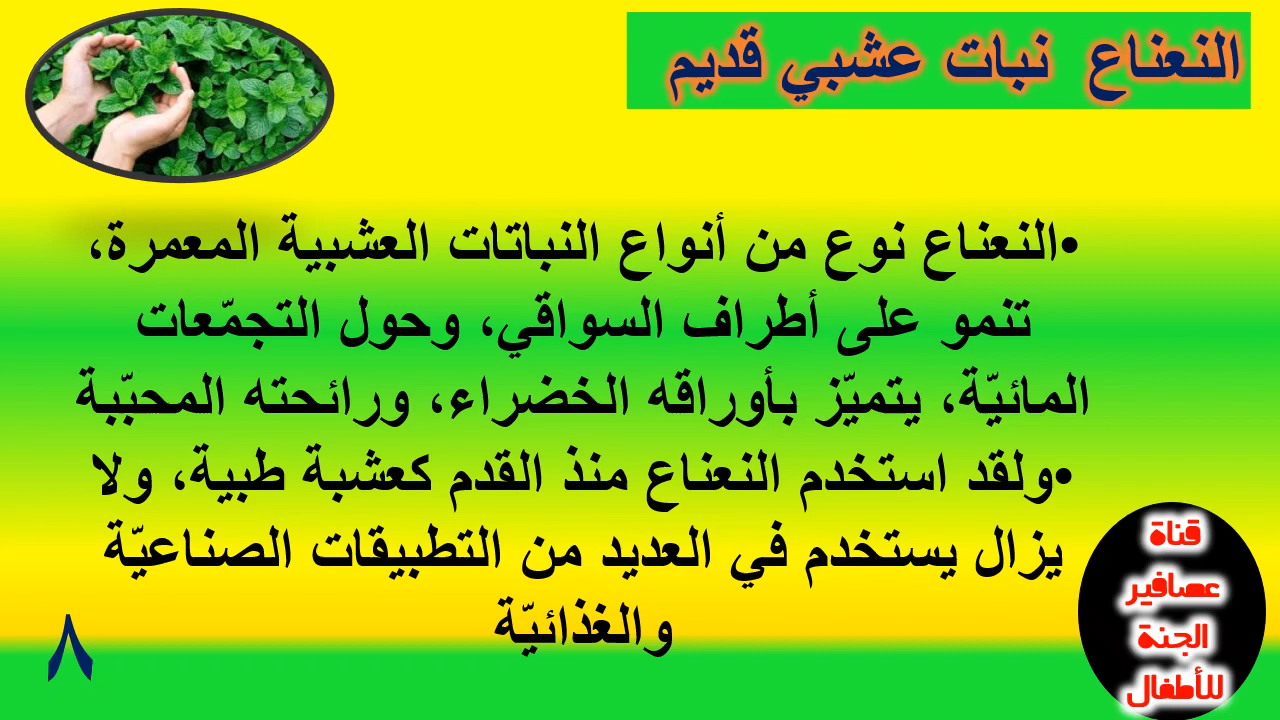 النعناع نبات عشبي قديم
•النعناع نوع من أنواع النباتات العشبية المعمرة،
تنمو على أطراف السواقي، وحول التجمّعات
المائيّة، يتميّز بأوراقه الخضراء، ورائحته المحبّبة
•ولقد استخدم النعناع منذ القدم كعشبة طبية، ولا
يزال يستخدم في العديد من التطبيقات الصناعيّة
والغذائيّة
٨
قناة
عصافير
الجنة
للأطفال